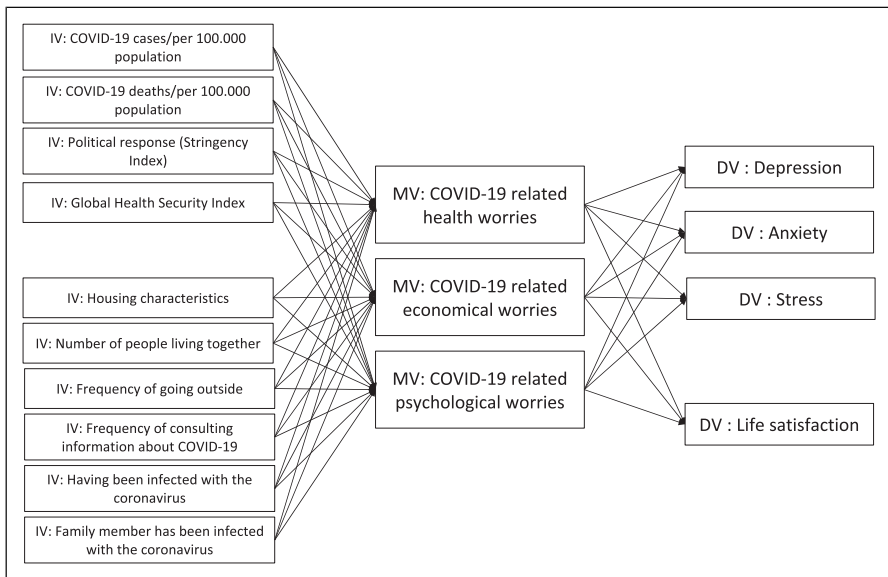 IV: COVID-19 cases/per 100.000
population
IV: COVID-19 deaths/per 100.000
population
IV: Political response (Stringency
Index)
IV: Global Health Security Index
IV: Housing characteristics
IV: Number of people living together
IV: Frequency of going outside
IV: Frequency of consulting
information about COVID-19
IV: Having been infected with the
coronavirus
IV: Family member has been infected
with the coronavirus
MV: COVID-19 related
health worries
MV: COVID-19 related
economical worries
MV: COVID-19 related
psychological worries
DV : Depression
DV : Anxiety
DV : Stress
DV : Life satisfaction